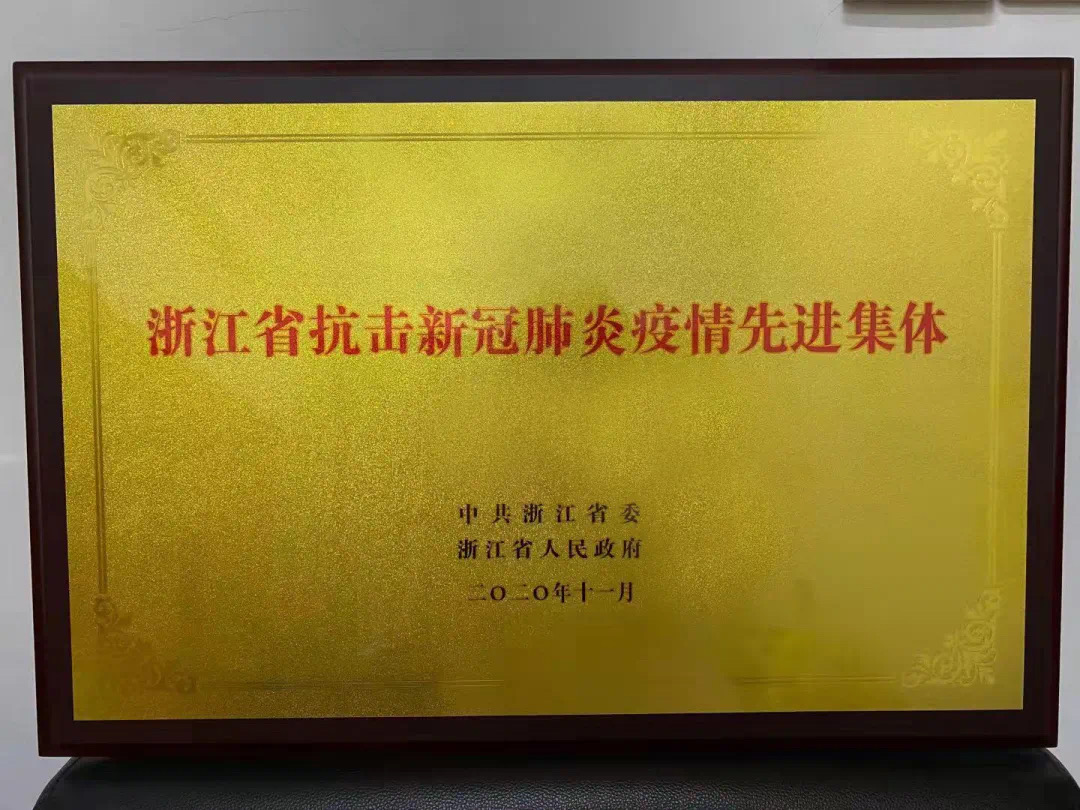 浙江省抗击新冠肺炎疫情先进集体
中共浙江省委
浙江省人民政府
二〇二〇年十一月